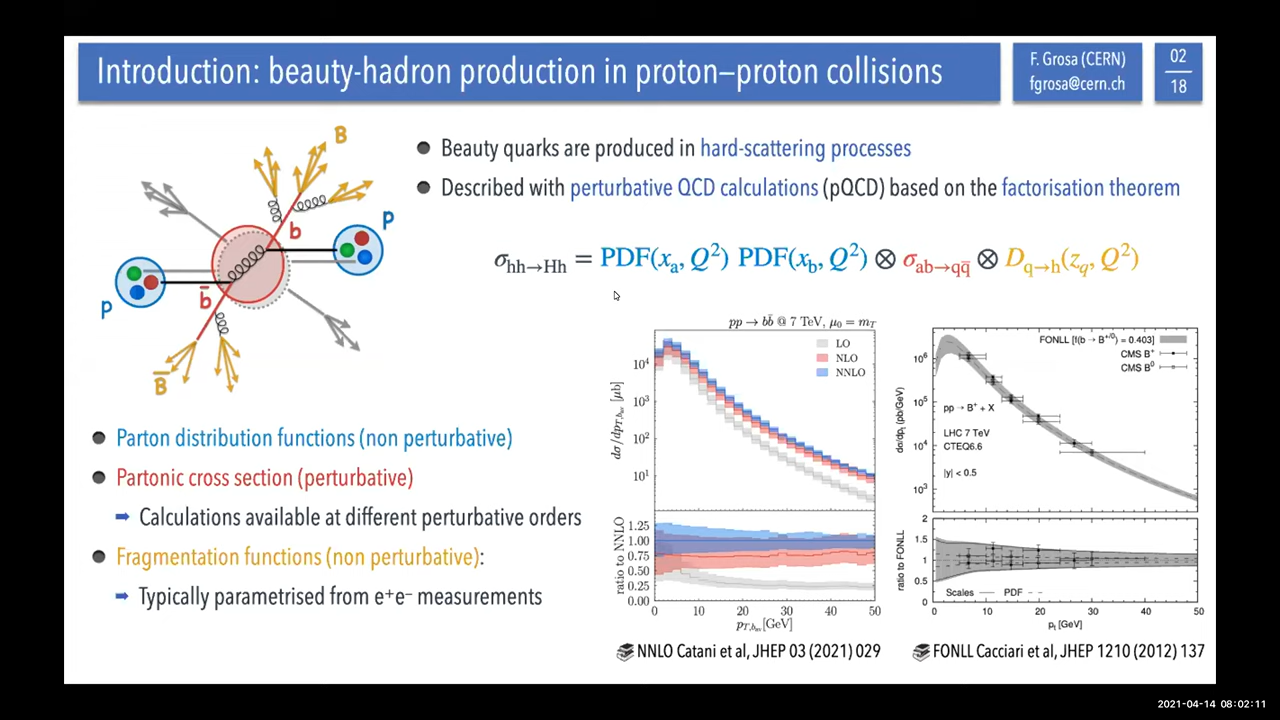 Introduction: beauty-hadron production in proton–proton collisions
F. Grosa (CERN)
fgrosa@cern.ch
02
18
B
b
p
p
b̄
B̄
Beauty quarks are produced in hard-scattering processes
Described with perturbative QCD calculations (pQCD) based on the factorisation theorem
σhh→Hh = PDF(xa, Q²) PDF(xb, Q²) ⊗ σab→qq̄ ⊗ Dq→h(zq, Q²)
Parton distribution functions (non perturbative)
Partonic cross section (perturbative)
Calculations available at different perturbative orders
Fragmentation functions (non perturbative):
Typically parametrised from e⁺e⁻ measurements
pp → bb̄ @ 7 TeV, μ0 = mT
LO
NLO
NNLO
dσ/dpT,bav [μb]
10⁴
10³
10²
10¹
ratio to NNLO
1.25
1.00
0.75
0.50
0.25
0.00
0 10 20 30 40 50
pT,bav [GeV]
NNLO Catani et al, JHEP 03 (2021) 029
FONLL [f(b → B⁺/⁰) = 0.403]
CMS B⁺
CMS B⁰
pp → B⁺ + X
LHC 7 TeV
CTEQ6.6
|y| < 0.5
dσ/dpt (pb/GeV)
10⁶
10⁵
10⁴
10³
ratio to FONLL
2
1.5
1
0.5
0
Scales PDF
0 10 20 30 40 50
pt [GeV]
FONLL Cacciari et al, JHEP 1210 (2012) 137
2021-04-14 08:02:11